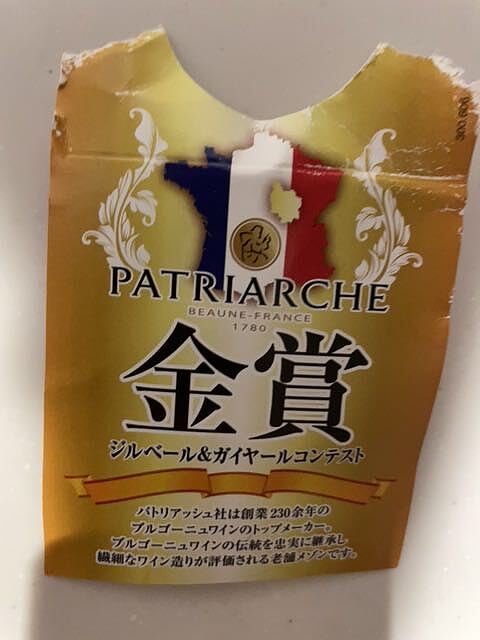 300 809
PATRIARCHE
BEAUNE-FRANCE
1780
金賞
ジルベール&ガイヤールコンテスト
パトリアッシュ社は創業230余年の
ブルゴーニュワインのトップメーカー。
ブルゴーニュワインの伝統を忠実に継承し
繊細なワイン造りが評価される老舗メゾンです。